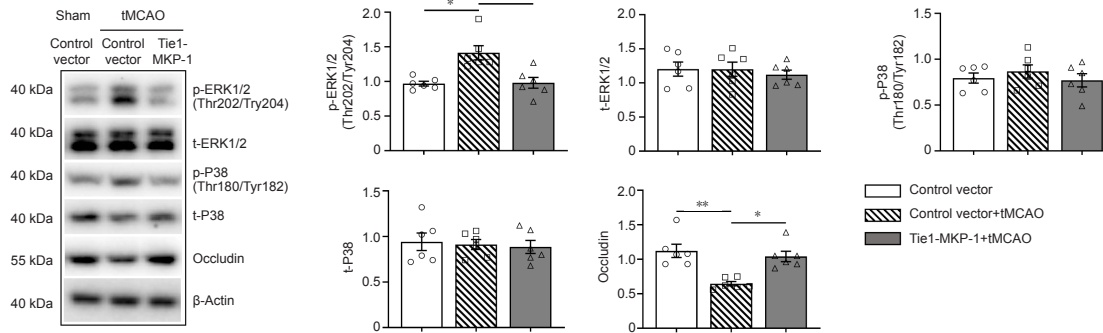 Sham
tMCAO
Control vector
Control vector
Tie1-MKP-1
40 kDa
p-ERK1/2
(Thr202/Try204)
40 kDa
t-ERK1/2
40 kDa
p-P38
(Thr180/Tyr182)
40 kDa
t-P38
55 kDa
Occludin
40 kDa
β-Actin
p-ERK1/2
(Thr202/Tyr204)
2.0
1.5
1.0
0.5
0
*
t-ERK1/2
2.0
1.5
1.0
0.5
0
p-P38
(Thr180/Tyr182)
1.5
1.0
0.5
0
t-P38
1.5
1.0
0.5
0
Occludin
2.0
1.5
1.0
0.5
0.0
**
*
Control vector
Control vector+tMCAO
Tie1-MKP-1+tMCAO